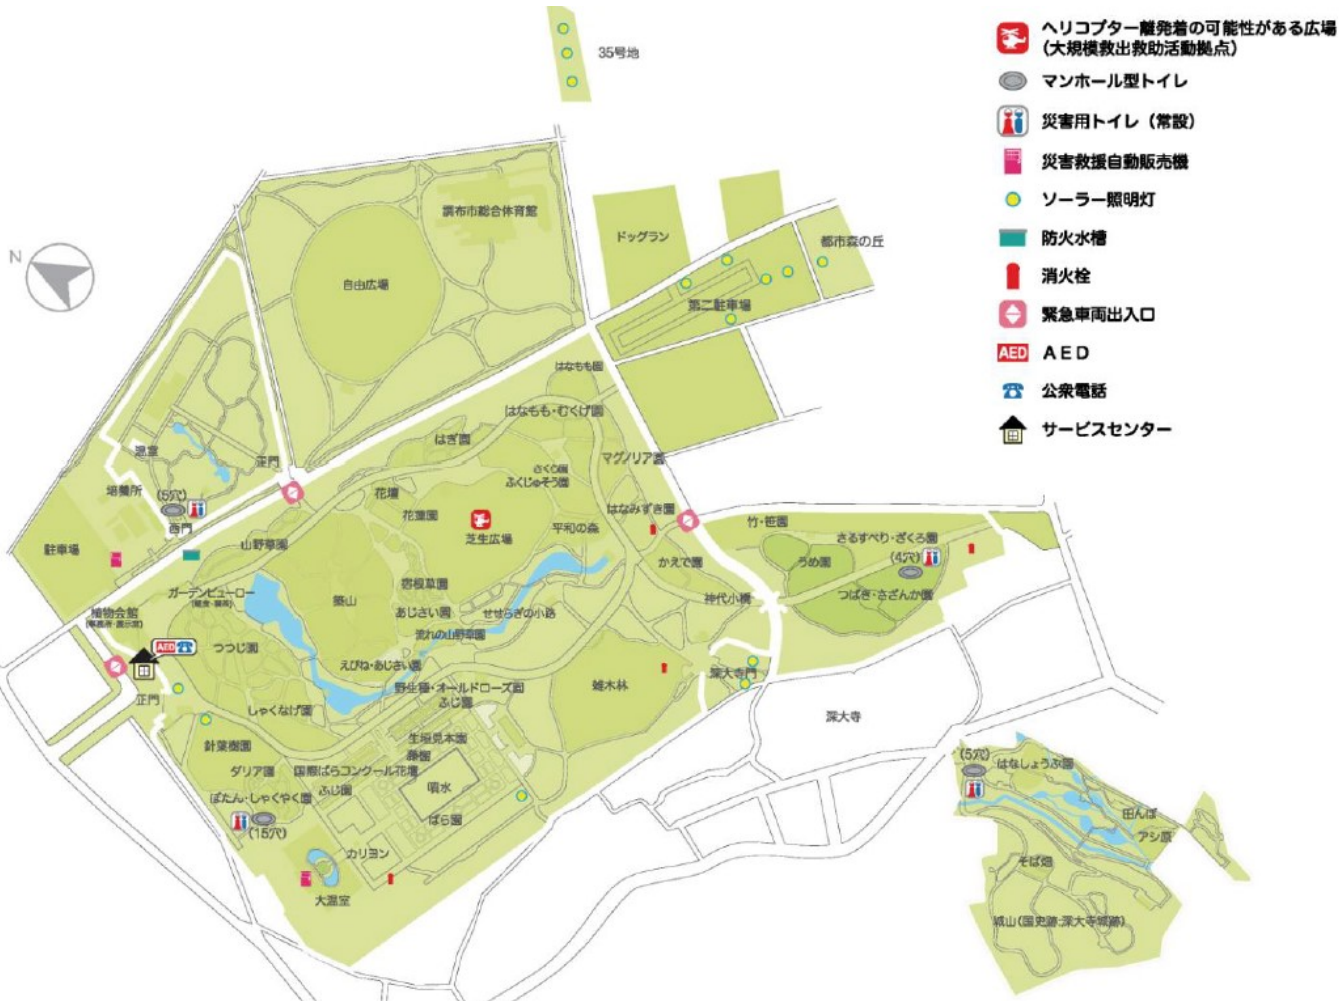 ヘリコプター離発着の可能性がある広場
(大規模救出救助活動拠点)
マンホール型トイレ
災害用トイレ(常設)
災害救援自動販売機
ソーラー照明灯
防火水槽
消火栓
緊急車両出入口
AED
AED
公衆電話
サービスセンター
35号地
N
調布市総合体育館
自由広場
ドッグラン
都市森の丘
第二駐車場
はなもも園
はなもも・むくげ園
はぎ園
マグノリア園
さくら園
ふくじゅそう園
温室
正門
培養所
(5穴)
西門
花壇
花蓮園
芝生広場
平和の森
はなみずき園
竹・笹園
さるすべり・ざくろ園
(4穴)
うめ園
つばき・さざんか園
かえで園
神代小橋
駐車場
山野草園
ガーデンビューロー
築山
宿根草園
あじさい園
せせらぎの小路
流れの山野草園
植物会館
AED
つつじ園
えびね・あじさい園
野生種・オールドローズ園
ふじ園
雑木林
深大寺門
深大寺
正門
しゃくなげ園
針葉樹園
生垣見本園
藤棚
ダリア園
国際ばらコンクール花壇
ふじ園
噴水
ぼたん・しゃくやく園
(15穴)
ばら園
カリヨン
大温室
(5穴)
はなしょうぶ園
田んぼ
アシ原
そば畑
城山(国史跡:深大寺城跡)